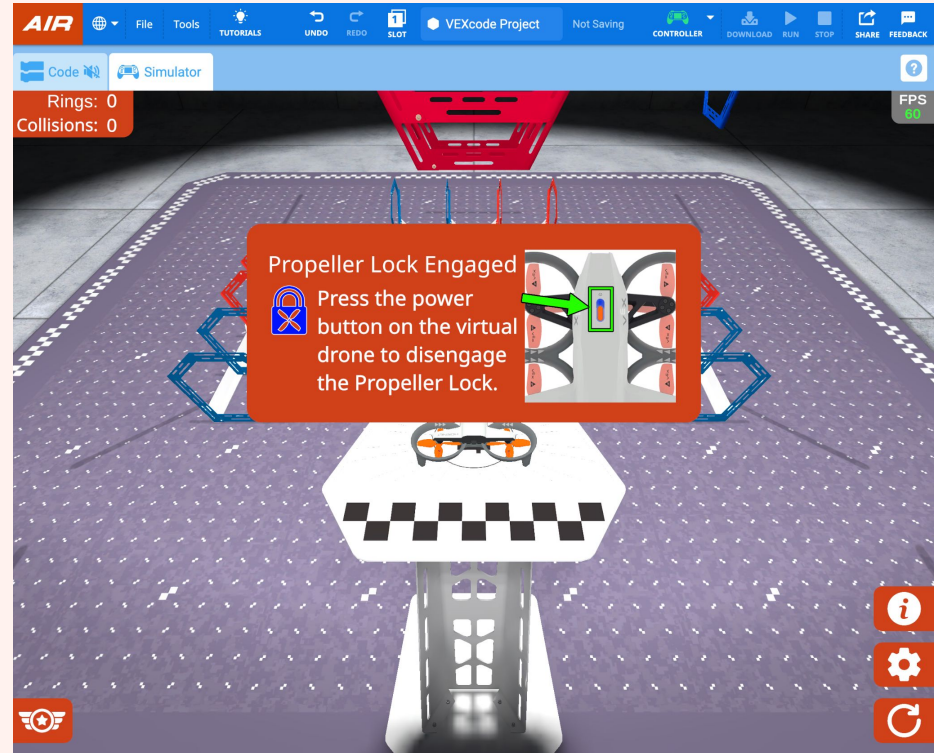 AIR
File
Tools
TUTORIALS
UNDO
REDO
1
SLOT
VEXcode Project
Not Saving
CONTROLLER
DOWNLOAD
RUN
STOP
SHARE
FEEDBACK
Code
Simulator
?
Rings: 0
Collisions: 0
FPS
60
Propeller Lock Engaged
Press the power
button on the virtual
drone to disengage
the Propeller Lock.
i